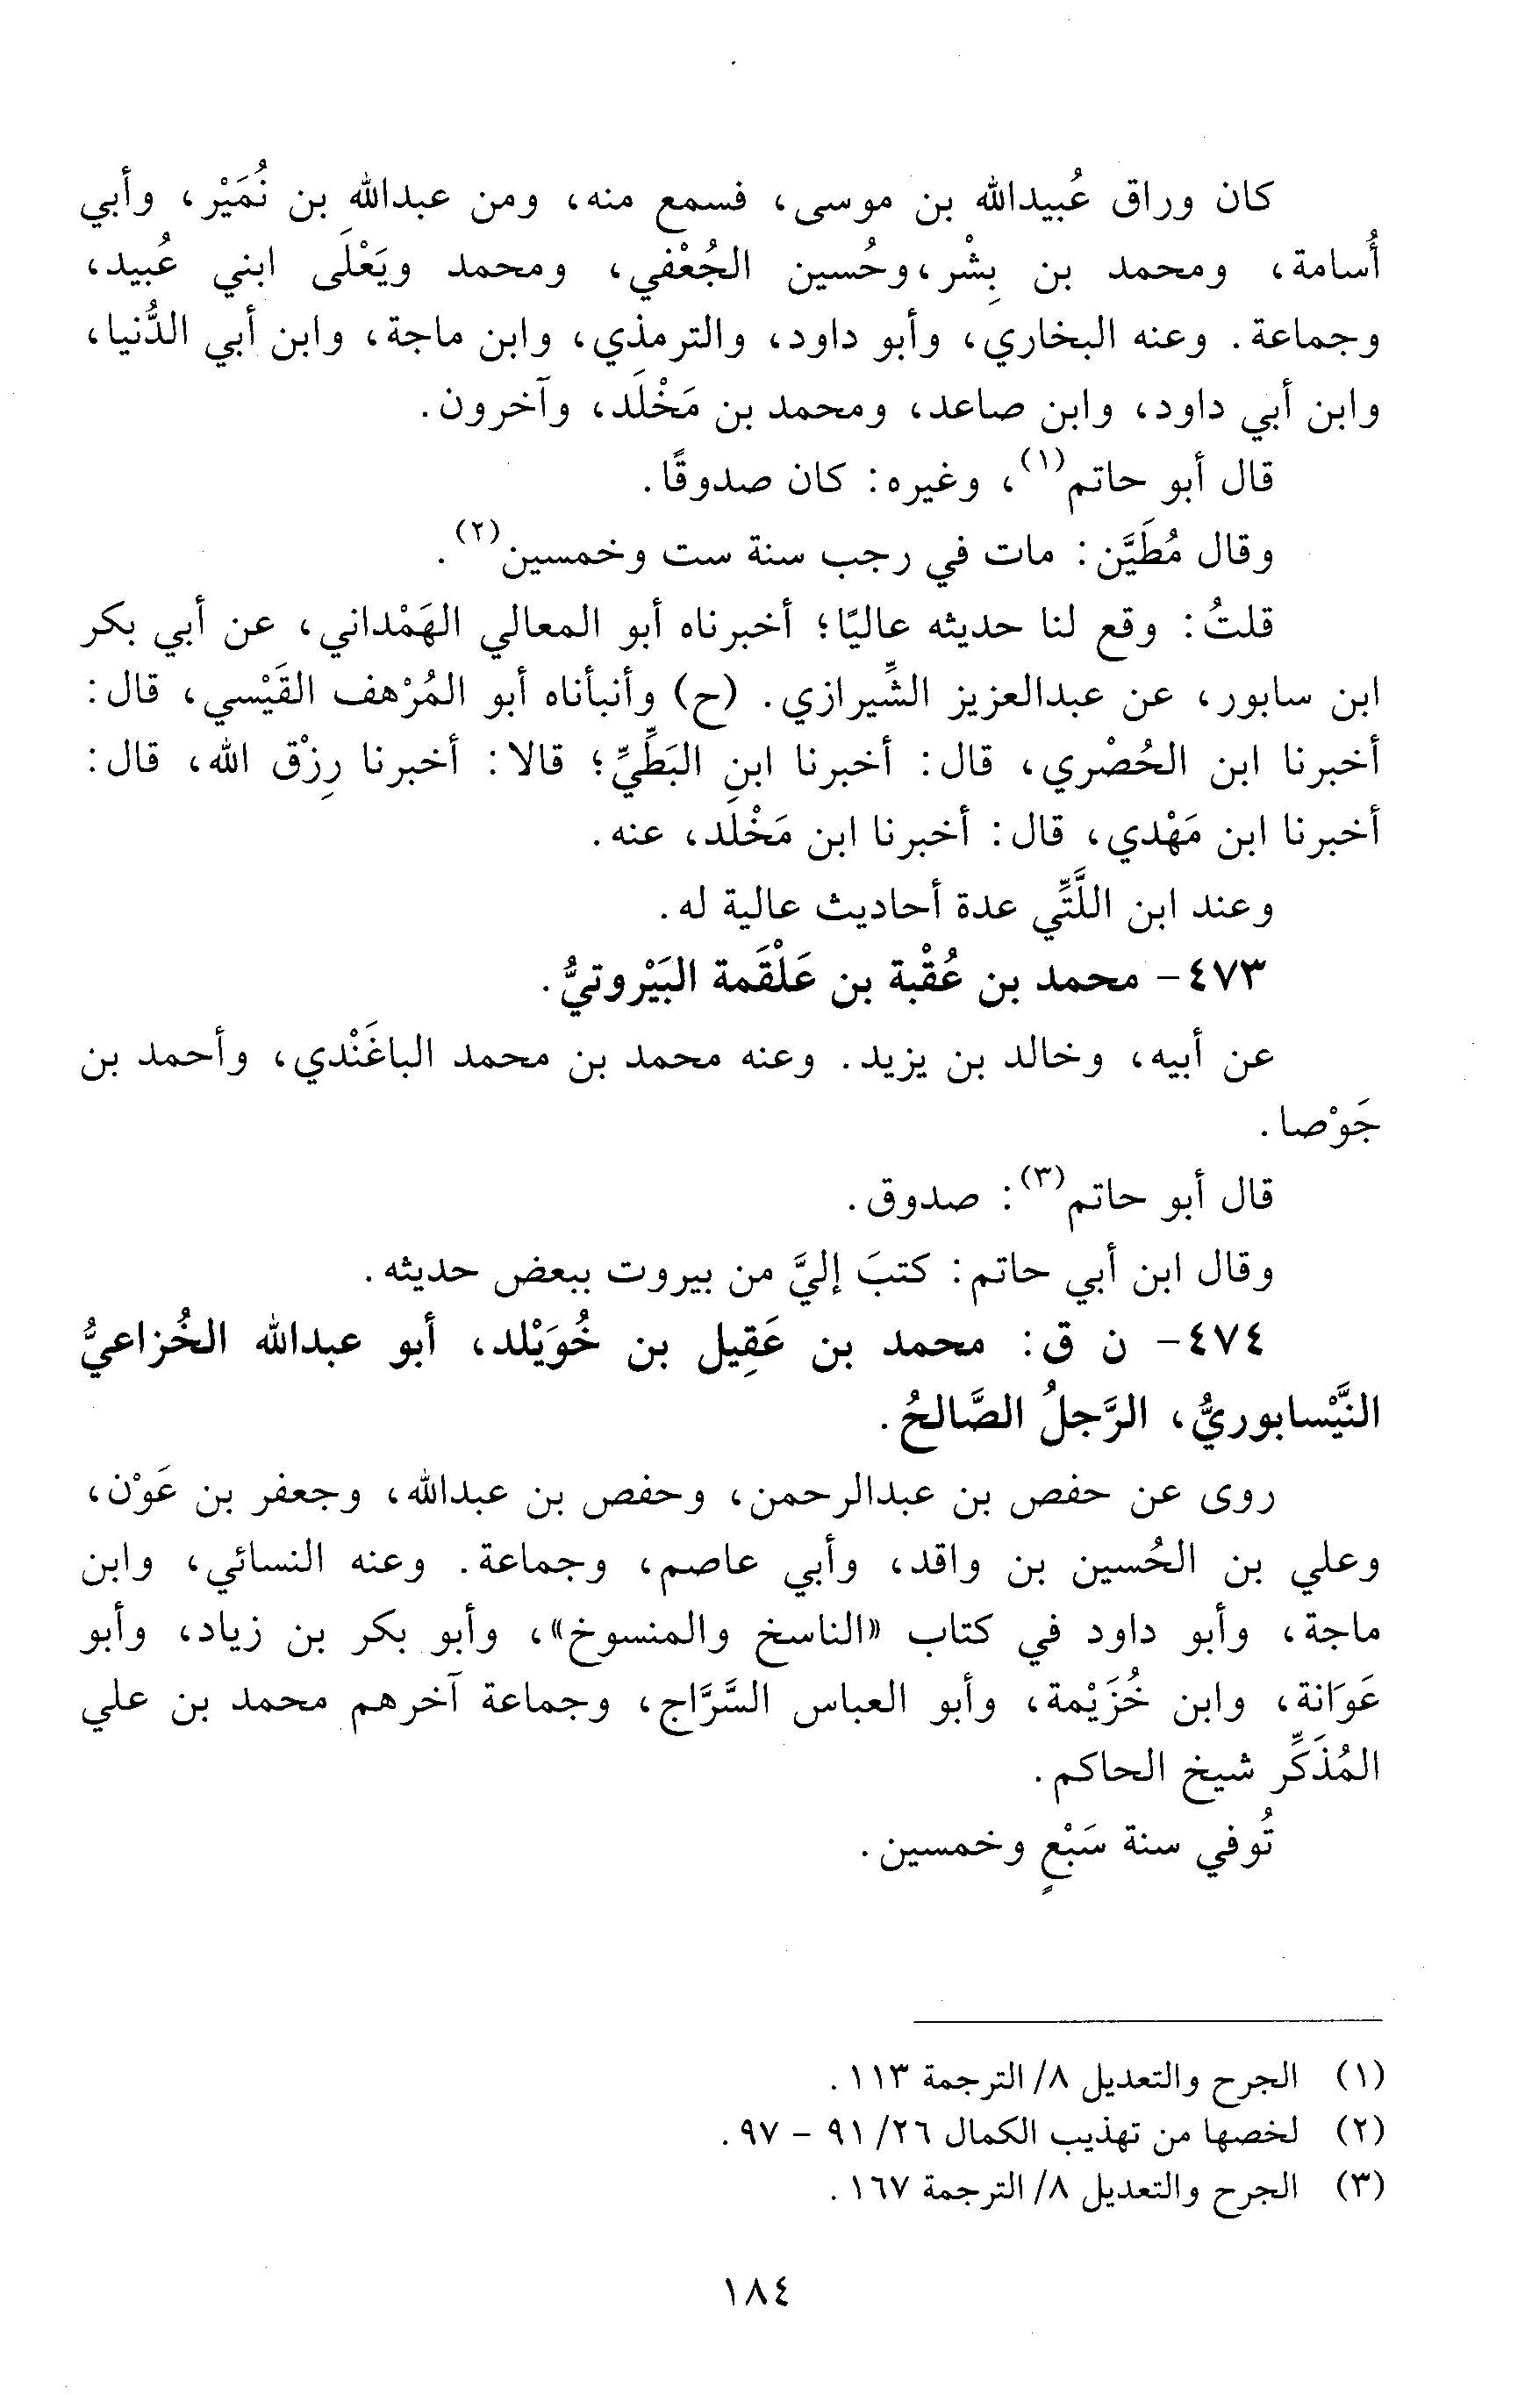 كان وراق عُبيدالله بن موسى، فسمع منه، ومن عبدالله بن نُمَيْر، وأبي
أُسامة، ومحمد بن بِشْر،وحُسين الجُعْفي، ومحمد ويَعْلَى ابني عُبيد،
وجماعة. وعنه البخاري، وأبو داود، والترمذي، وابن ماجة، وابن أبي الدُّنيا،
وابن أبي داود، وابن صاعد، ومحمد بن مَخْلَد، وآخرون.
قال أبو حاتم(١)، وغيره: كان صدوقًا.
وقال مُطَيَّن: مات في رجب سنة ست وخمسين(٢).
قلتُ: وقع لنا حديثه عاليًا؛ أخبرناه أبو المعالي الهَمْداني، عن أبي بكر
ابن سابور، عن عبدالعزيز الشِّيرازي. (ح) وأنبأناه أبو المُرْهف القَيْسي، قال:
أخبرنا ابن الحُصْري، قال: أخبرنا ابن البَطِّيِّ؛ قالا: أخبرنا رِزْق الله، قال:
أخبرنا ابن مَهْدي، قال: أخبرنا ابن مَخْلَد، عنه.
وعند ابن اللَّتِّي عدة أحاديث عالية له.
٤٧٣- محمد بن عُقْبة بن عَلْقَمة البَيْروتيُّ.
عن أبيه، وخالد بن يزيد. وعنه محمد بن محمد الباغَنْدي، وأحمد بن
جَوْصا.
قال أبو حاتم(٣): صدوق.
وقال ابن أبي حاتم: كتبَ إليَّ من بيروت ببعض حديثه.
٤٧٤- ن ق: محمد بن عَقِيل بن خُوَيْلد، أبو عبدالله الخُزاعيُّ
النَّيْسابوريُّ، الرَّجلُ الصَّالحُ.
روى عن حفص بن عبدالرحمن، وحفص بن عبدالله، وجعفر بن عَوْن،
وعلي بن الحُسين بن واقد، وأبي عاصم، وجماعة. وعنه النسائي، وابن
ماجة، وأبو داود في كتاب «الناسخ والمنسوخ»، وأبو بكر بن زياد، وأبو
عَوَانة، وابن خُزَيْمة، وأبو العباس السَّرَّاج، وجماعة آخرهم محمد بن علي
المُذَكِّر شيخ الحاكم.
تُوفي سنة سَبْعٍ وخمسين.
(١) الجرح والتعديل ٨/ الترجمة ١١٣.
(٢) لخصها من تهذيب الكمال ٢٦/ ٩١ - ٩٧.
(٣) الجرح والتعديل ٨/ الترجمة ١٦٧.
١٨٤